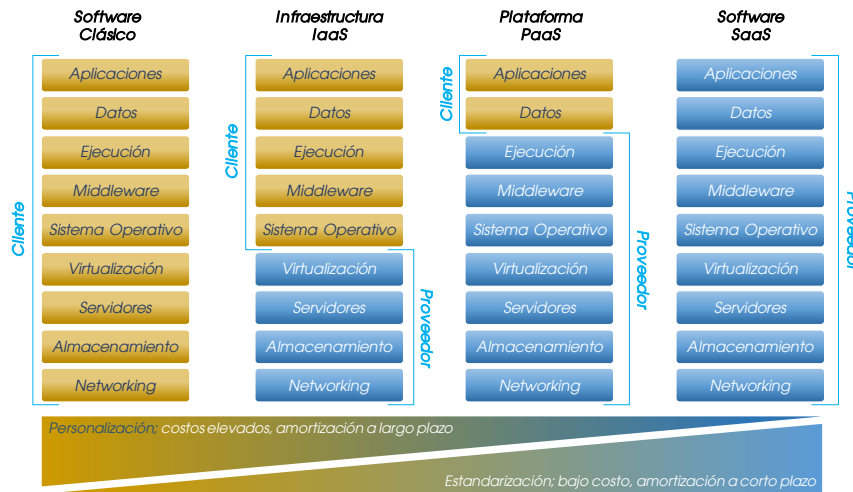 Software
Clásico
Infraestructura
IaaS
Plataforma
PaaS
Software
SaaS
Cliente
Aplicaciones
Datos
Ejecución
Middleware
Sistema Operativo
Virtualización
Servidores
Almacenamiento
Networking
Cliente
Aplicaciones
Datos
Ejecución
Middleware
Sistema Operativo
Virtualización
Servidores
Almacenamiento
Networking
Proveedor
Cliente
Aplicaciones
Datos
Ejecución
Middleware
Sistema Operativo
Virtualización
Servidores
Almacenamiento
Networking
Proveedor
Aplicaciones
Datos
Ejecución
Middleware
Sistema Operativo
Virtualización
Servidores
Almacenamiento
Networking
Proveedor
Personalización; costos elevados, amortización a largo plazo
Estandarización; bajo costo, amortización a corto plazo